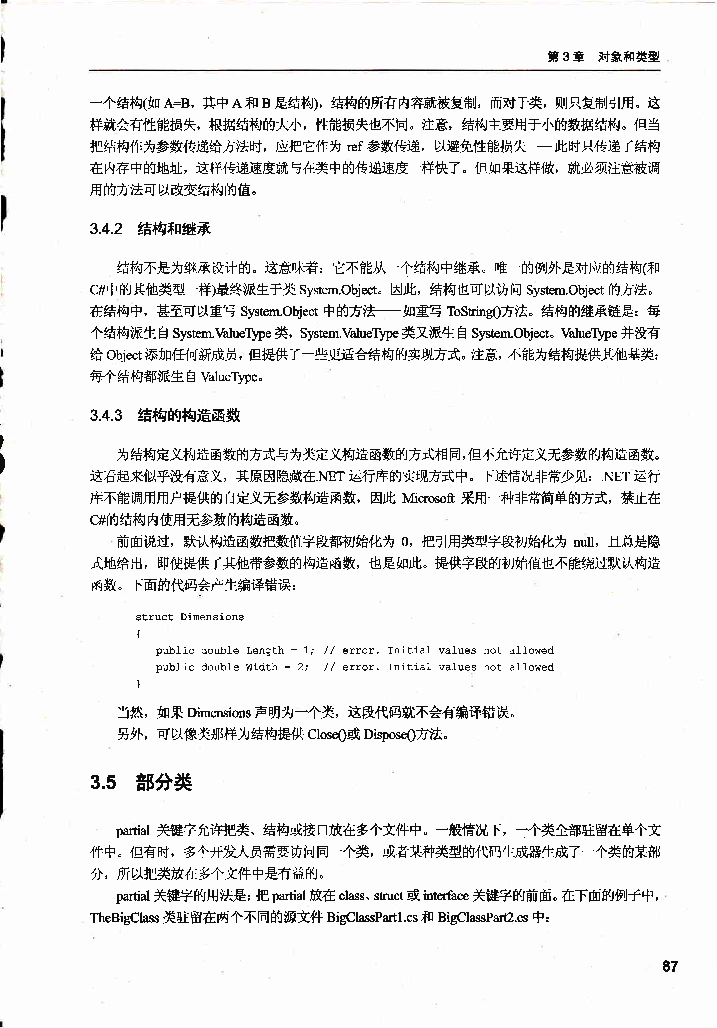 第3章 对象和类型
一个结构(如 A=B，其中 A 和 B 是结构)，结构的所有内容就被复制，而对于类，则只复制引用。这
样就会有性能损失，根据结构的大小，性能损失也不同。注意，结构主要用于小的数据结构。但当
把结构作为参数传递给方法时，应把它作为 ref 参数传递，以避免性能损失——此时只传递了结构
在内存中的地址，这样传递速度就与在类中的传递速度一样快了。但如果这样做，就必须注意被调
用的方法可以改变结构的值。
3.4.2 结构和继承
结构不是为继承设计的。这意味着：它不能从一个结构中继承。唯一的例外是对应的结构(和
C#中的其他类型一样)最终派生于类 System.Object。因此，结构也可以访问 System.Object 的方法。
在结构中，甚至可以重写 System.Object 中的方法——如重写 ToString()方法。结构的继承链是：每
个结构派生自 System.ValueType 类，System.ValueType 类又派生自 System.Object。ValueType 并没有
给 Object 添加任何新成员，但提供了一些更适合结构的实现方式。注意，不能为结构提供其他基类：
每个结构都派生自 ValueType。
3.4.3 结构的构造函数
为结构定义构造函数的方式与为类定义构造函数的方式相同，但不允许定义无参数的构造函数。
这看起来似乎没有意义，其原因隐藏在.NET 运行库的实现方式中。下述情况非常少见：.NET 运行
库不能调用用户提供的自定义无参数构造函数，因此 Microsoft 采用一种非常简单的方式，禁止在
C#的结构内使用无参数的构造函数。
前面说过，默认构造函数把数值字段都初始化为 0，把引用类型字段初始化为 null，且总是隐
式地给出，即使提供了其他带参数的构造函数，也是如此。提供字段的初始值也不能绕过默认构造
函数。下面的代码会产生编译错误：
struct Dimensions
{
public double Length = 1; // error. Initial values not allowed
public double Width = 2; // error. Initial values not allowed
}
当然，如果 Dimensions 声明为一个类，这段代码就不会有编译错误。
另外，可以像类那样为结构提供 Close()或 Dispose()方法。
3.5 部分类
partial 关键字允许把类、结构或接口放在多个文件中。一般情况下，一个类全部驻留在单个文
件中。但有时，多个开发人员需要访问同一个类，或者某种类型的代码生成器生成了一个类的某部
分，所以把类放在多个文件中是有益的。
partial 关键字的用法是：把 partial 放在 class、struct 或 interface 关键字的前面。在下面的例子中，
TheBigClass 类驻留在两个不同的源文件 BigClassPart1.cs 和 BigClassPart2.cs 中：
87